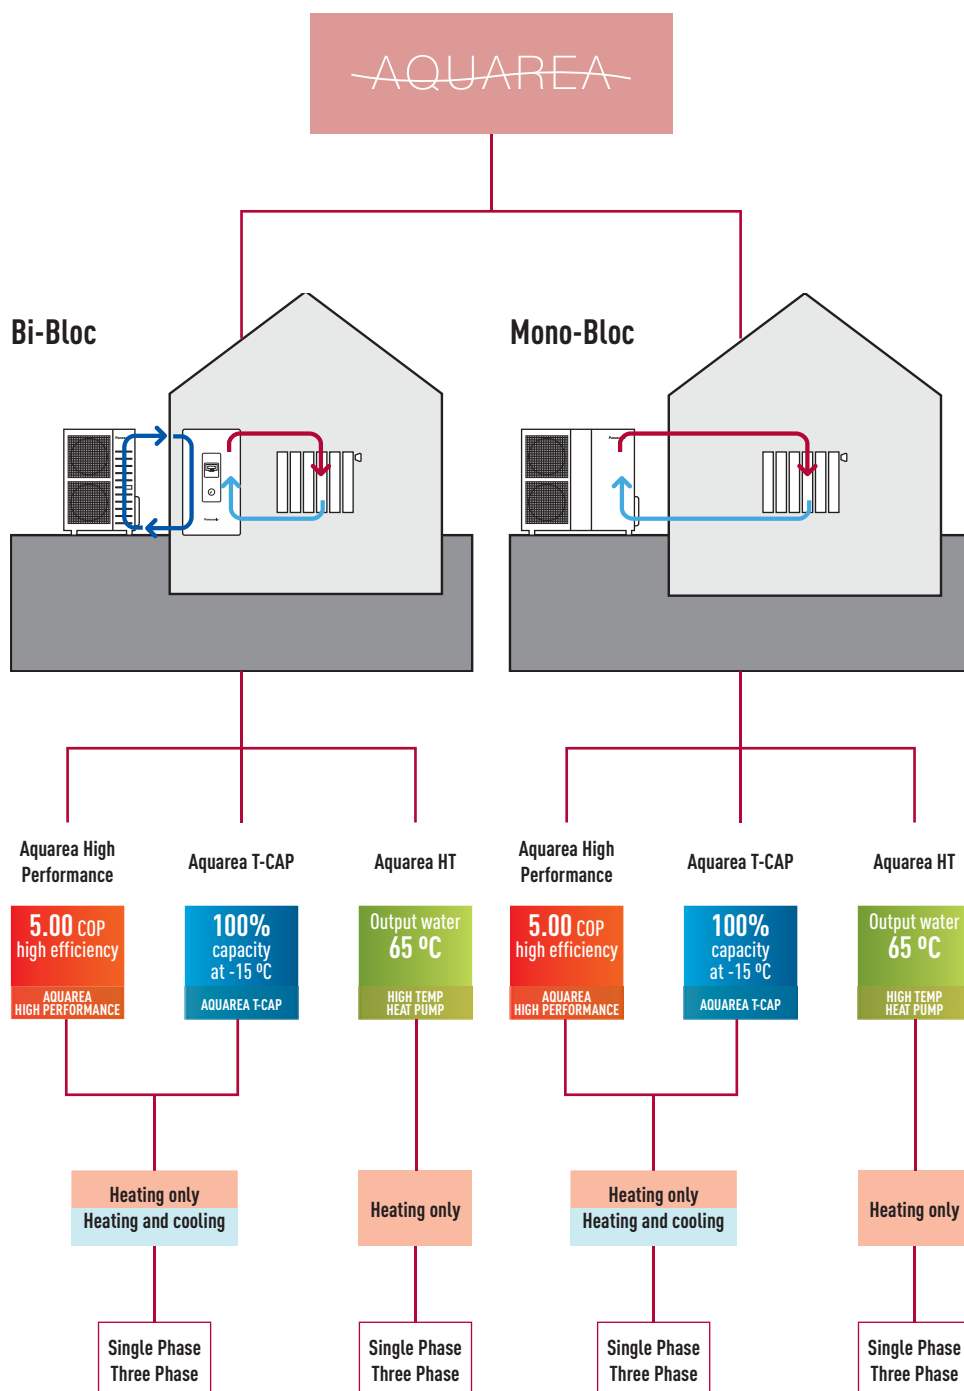 AQUAREA
Bi-Bloc
Mono-Bloc
Panasonic
Aquarea High
Performance
Aquarea T-CAP
Aquarea HT
Aquarea High
Performance
Aquarea T-CAP
Aquarea HT
5.00 COP
high efficiency
AQUAREA
HIGH PERFORMANCE
100%
capacity
at -15 ºC
AQUAREA T-CAP
Output water
65 ºC
HIGH TEMP
HEAT PUMP
5.00 COP
high efficiency
AQUAREA
HIGH PERFORMANCE
100%
capacity
at -15 ºC
AQUAREA T-CAP
Output water
65 ºC
HIGH TEMP
HEAT PUMP
Heating only
Heating and cooling
Heating only
Heating only
Heating and cooling
Heating only
Single Phase
Three Phase
Single Phase
Three Phase
Single Phase
Three Phase
Single Phase
Three Phase